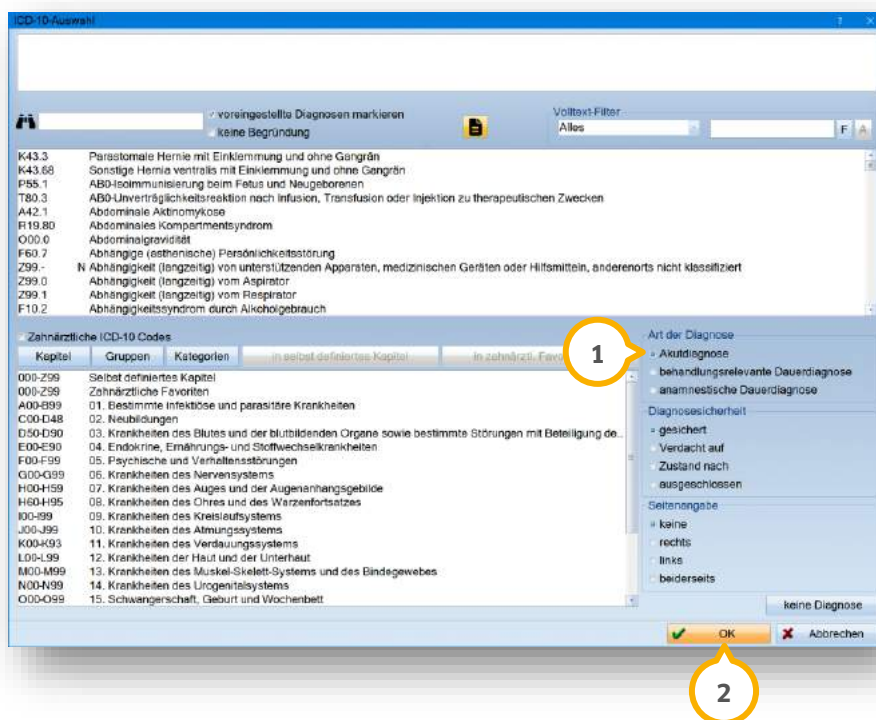 ICD-10-Auswahl ? X
voreingestellte Diagnosen markieren
keine Begründung
Volltext-Filter
Alles F A
K43.3 Parastomale Hernie mit Einklemmung und ohne Gangrän
K43.68 Sonstige Hernia ventralis mit Einklemmung und ohne Gangrän
P55.1 AB0-Isoimmunisierung beim Fetus und Neugeborenen
T80.3 AB0-Unverträglichkeitsreaktion nach Infusion, Transfusion oder Injektion zu therapeutischen Zwecken
A42.1 Abdominale Aktinomykose
R19.80 Abdominales Kompartmentsyndrom
O00.0 Abdominalgravidität
F60.7 Abhängige (asthenische) Persönlichkeitsstörung
Z99.- N Abhängigkeit (langzeitig) von unterstützenden Apparaten, medizinischen Geräten oder Hilfsmitteln, anderenorts nicht klassifiziert
Z99.0 Abhängigkeit (langzeitig) vom Aspirator
Z99.1 Abhängigkeit (langzeitig) vom Respirator
F10.2 Abhängigkeitssyndrom durch Alkoholgebrauch
Zahnärztliche ICD-10 Codes
Kapitel Gruppen Kategorien in selbst definiertes Kapitel in zahnärztl. Favo
000-Z99 Selbst definiertes Kapitel
000-Z99 Zahnärztliche Favoriten
A00-B99 01. Bestimmte infektiöse und parasitäre Krankheiten
C00-D48 02. Neubildungen
D50-D90 03. Krankheiten des Blutes und der blutbildenden Organe sowie bestimmte Störungen mit Beteiligung de..
E00-E90 04. Endokrine, Ernährungs- und Stoffwechselkrankheiten
F00-F99 05. Psychische und Verhaltensstörungen
G00-G99 06. Krankheiten des Nervensystems
H00-H59 07. Krankheiten des Auges und der Augenanhangsgebilde
H60-H95 08. Krankheiten des Ohres und des Warzenfortsatzes
I00-I99 09. Krankheiten des Kreislaufsystems
J00-J99 10. Krankheiten des Atmungssystems
K00-K93 11. Krankheiten des Verdauungssystems
L00-L99 12. Krankheiten der Haut und der Unterhaut
M00-M99 13. Krankheiten des Muskel-Skelett-Systems und des Bindegewebes
N00-N99 14. Krankheiten des Urogenitalsystems
O00-O99 15. Schwangerschaft, Geburt und Wochenbett
1
Art der Diagnose
Akutdiagnose
behandlungsrelevante Dauerdiagnose
anamnestische Dauerdiagnose
Diagnosesicherheit
gesichert
Verdacht auf
Zustand nach
ausgeschlossen
Seitenangabe
keine
rechts
links
beiderseits
keine Diagnose
OK Abbrechen
2